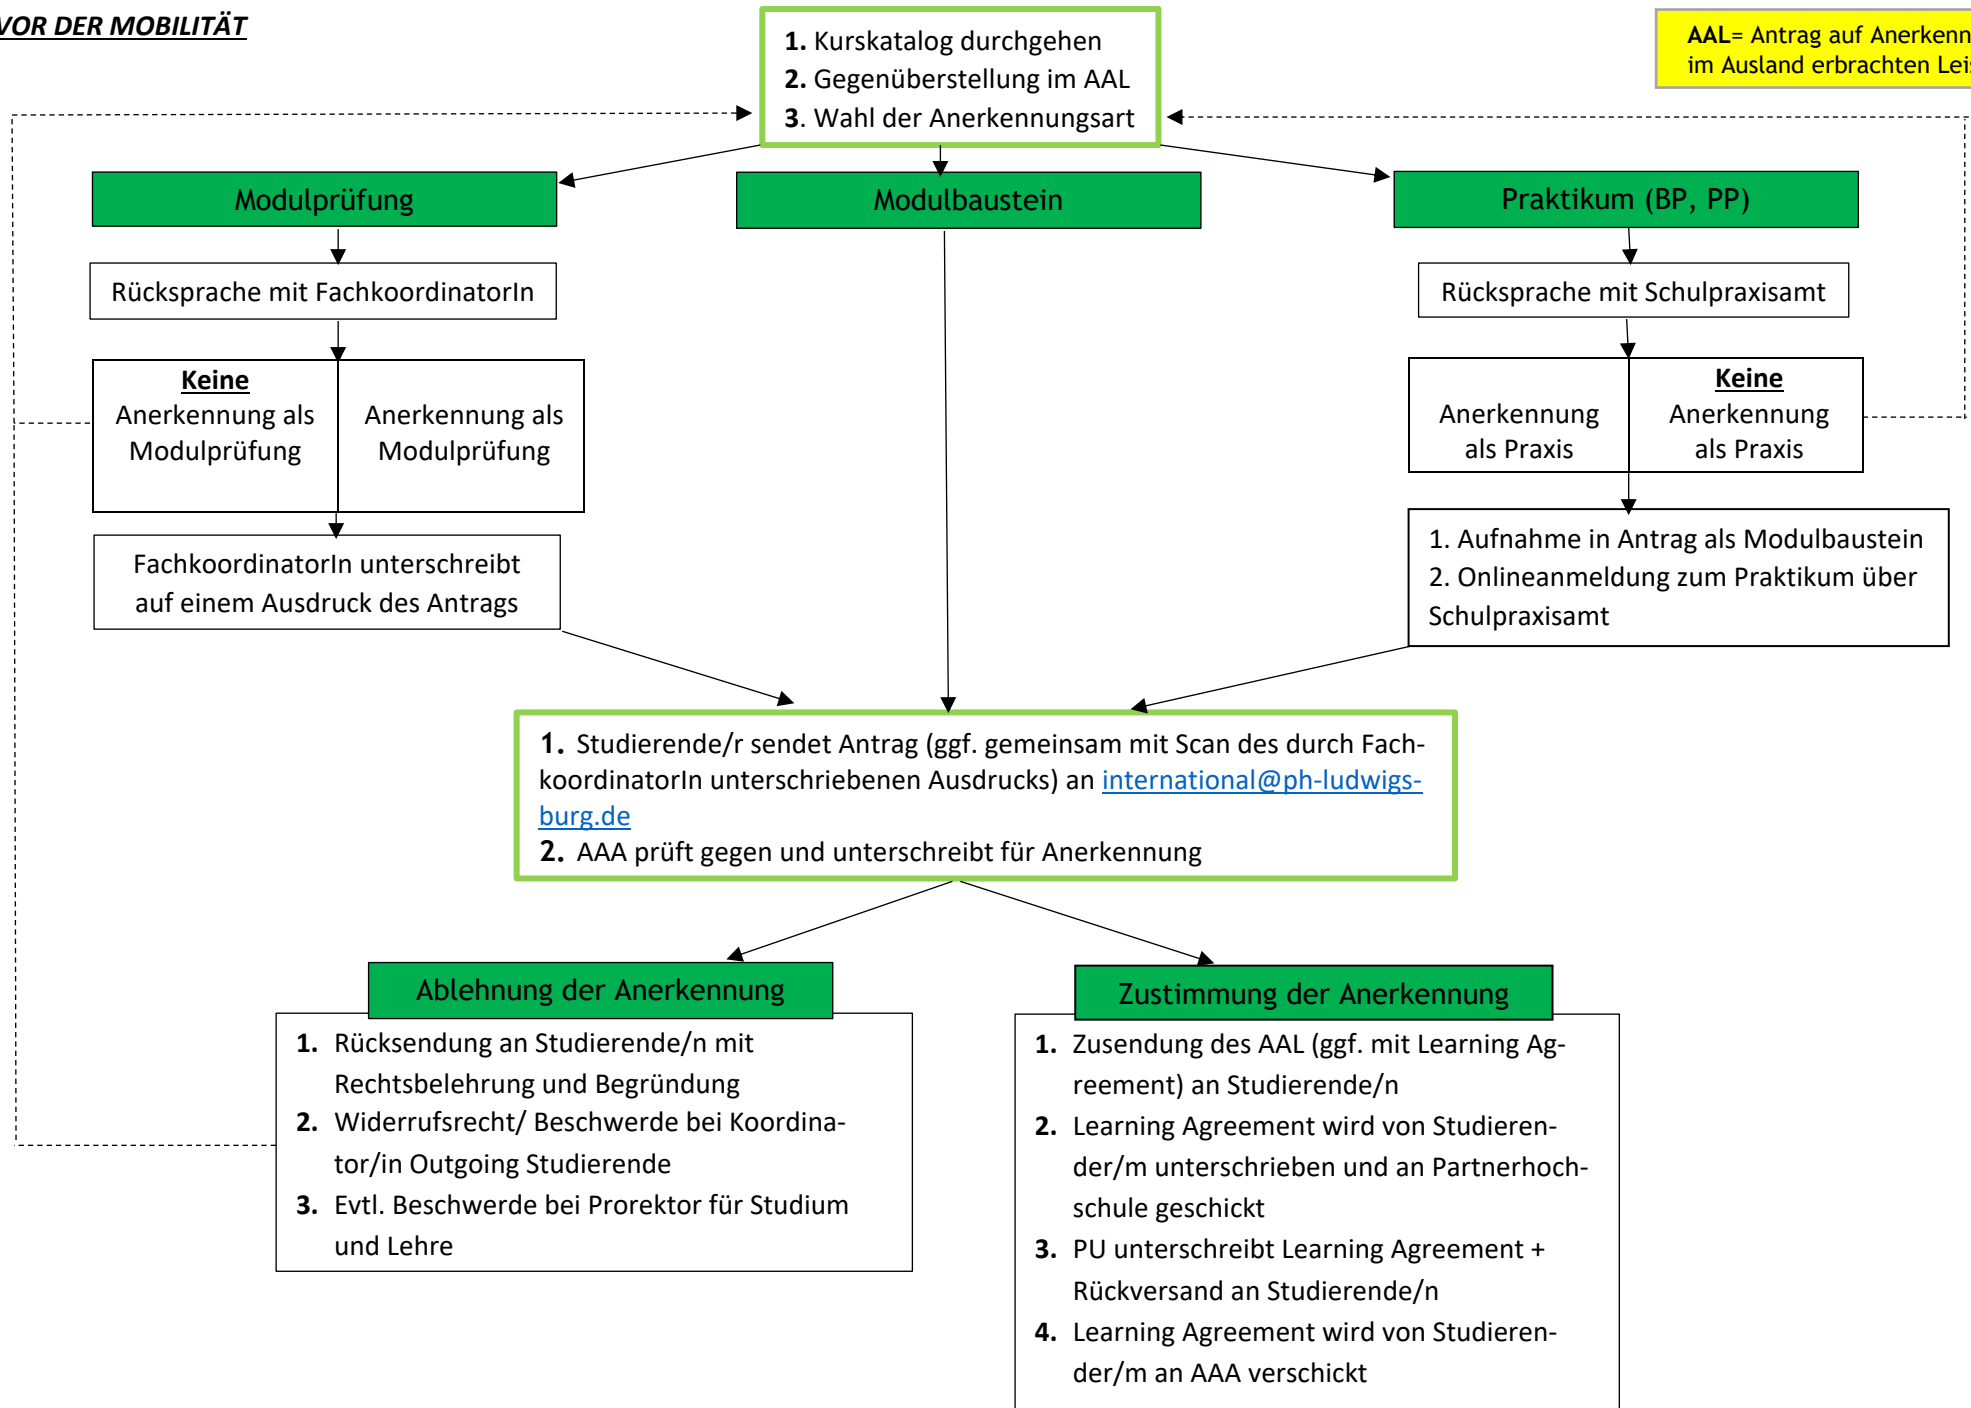 VOR DER MOBILITÄT
1. Kurskatalog durchgehen
2. Gegenüberstellung im AAL
3. Wahl der Anerkennungsart
AAL= Antrag auf Anerkenn
im Ausland erbrachten Lei
Modulprüfung
Modulbaustein
Praktikum (BP, PP)
Rücksprache mit FachkoordinatorIn
Rücksprache mit Schulpraxisamt
Keine
Anerkennung als
Modulprüfung
Anerkennung als
Modulprüfung
Anerkennung
als Praxis
Keine
Anerkennung
als Praxis
FachkoordinatorIn unterschreibt
auf einem Ausdruck des Antrags
1. Aufnahme in Antrag als Modulbaustein
2. Onlineanmeldung zum Praktikum über
Schulpraxisamt
1. Studierende/r sendet Antrag (ggf. gemeinsam mit Scan des durch Fach-
koordinatorIn unterschriebenen Ausdrucks) an international@ph-ludwigs-
burg.de
2. AAA prüft gegen und unterschreibt für Anerkennung
Ablehnung der Anerkennung
1. Rücksendung an Studierende/n mit
Rechtsbelehrung und Begründung
2. Widerrufsrecht/ Beschwerde bei Koordina-
tor/in Outgoing Studierende
3. Evtl. Beschwerde bei Prorektor für Studium
und Lehre
Zustimmung der Anerkennung
1. Zusendung des AAL (ggf. mit Learning Ag-
reement) an Studierende/n
2. Learning Agreement wird von Studieren-
der/m unterschrieben und an Partnerhoch-
schule geschickt
3. PU unterschreibt Learning Agreement +
Rückversand an Studierende/n
4. Learning Agreement wird von Studieren-
der/m an AAA verschickt